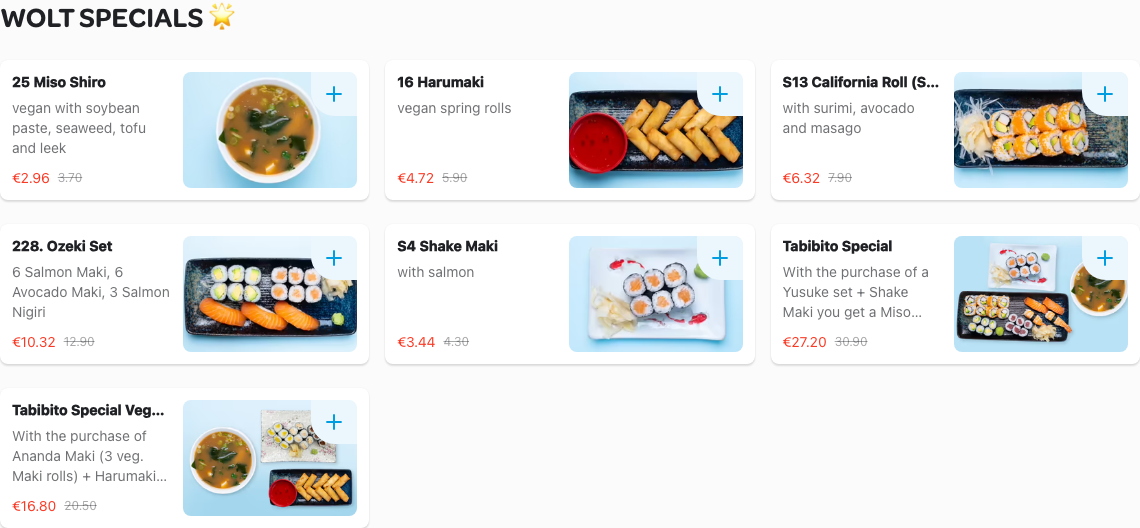 WOLT SPECIALS 🌟
25 Miso Shiro
vegan with soybean
paste, seaweed, tofu
and leek
€2.96 3.70
16 Harumaki
vegan spring rolls
€4.72 5.90
S13 California Roll (S...
with surimi, avocado
and masago
€6.32 7.90
228. Ozeki Set
6 Salmon Maki, 6
Avocado Maki, 3 Salmon
Nigiri
€10.32 12.90
S4 Shake Maki
with salmon
€3.44 4.30
Tabibito Special
With the purchase of a
Yusuke set + Shake
Maki you get a Miso...
€27.20 30.90
Tabibito Special Veg...
With the purchase of
Ananda Maki (3 veg.
Maki rolls) + Harumaki...
€16.80 20.50